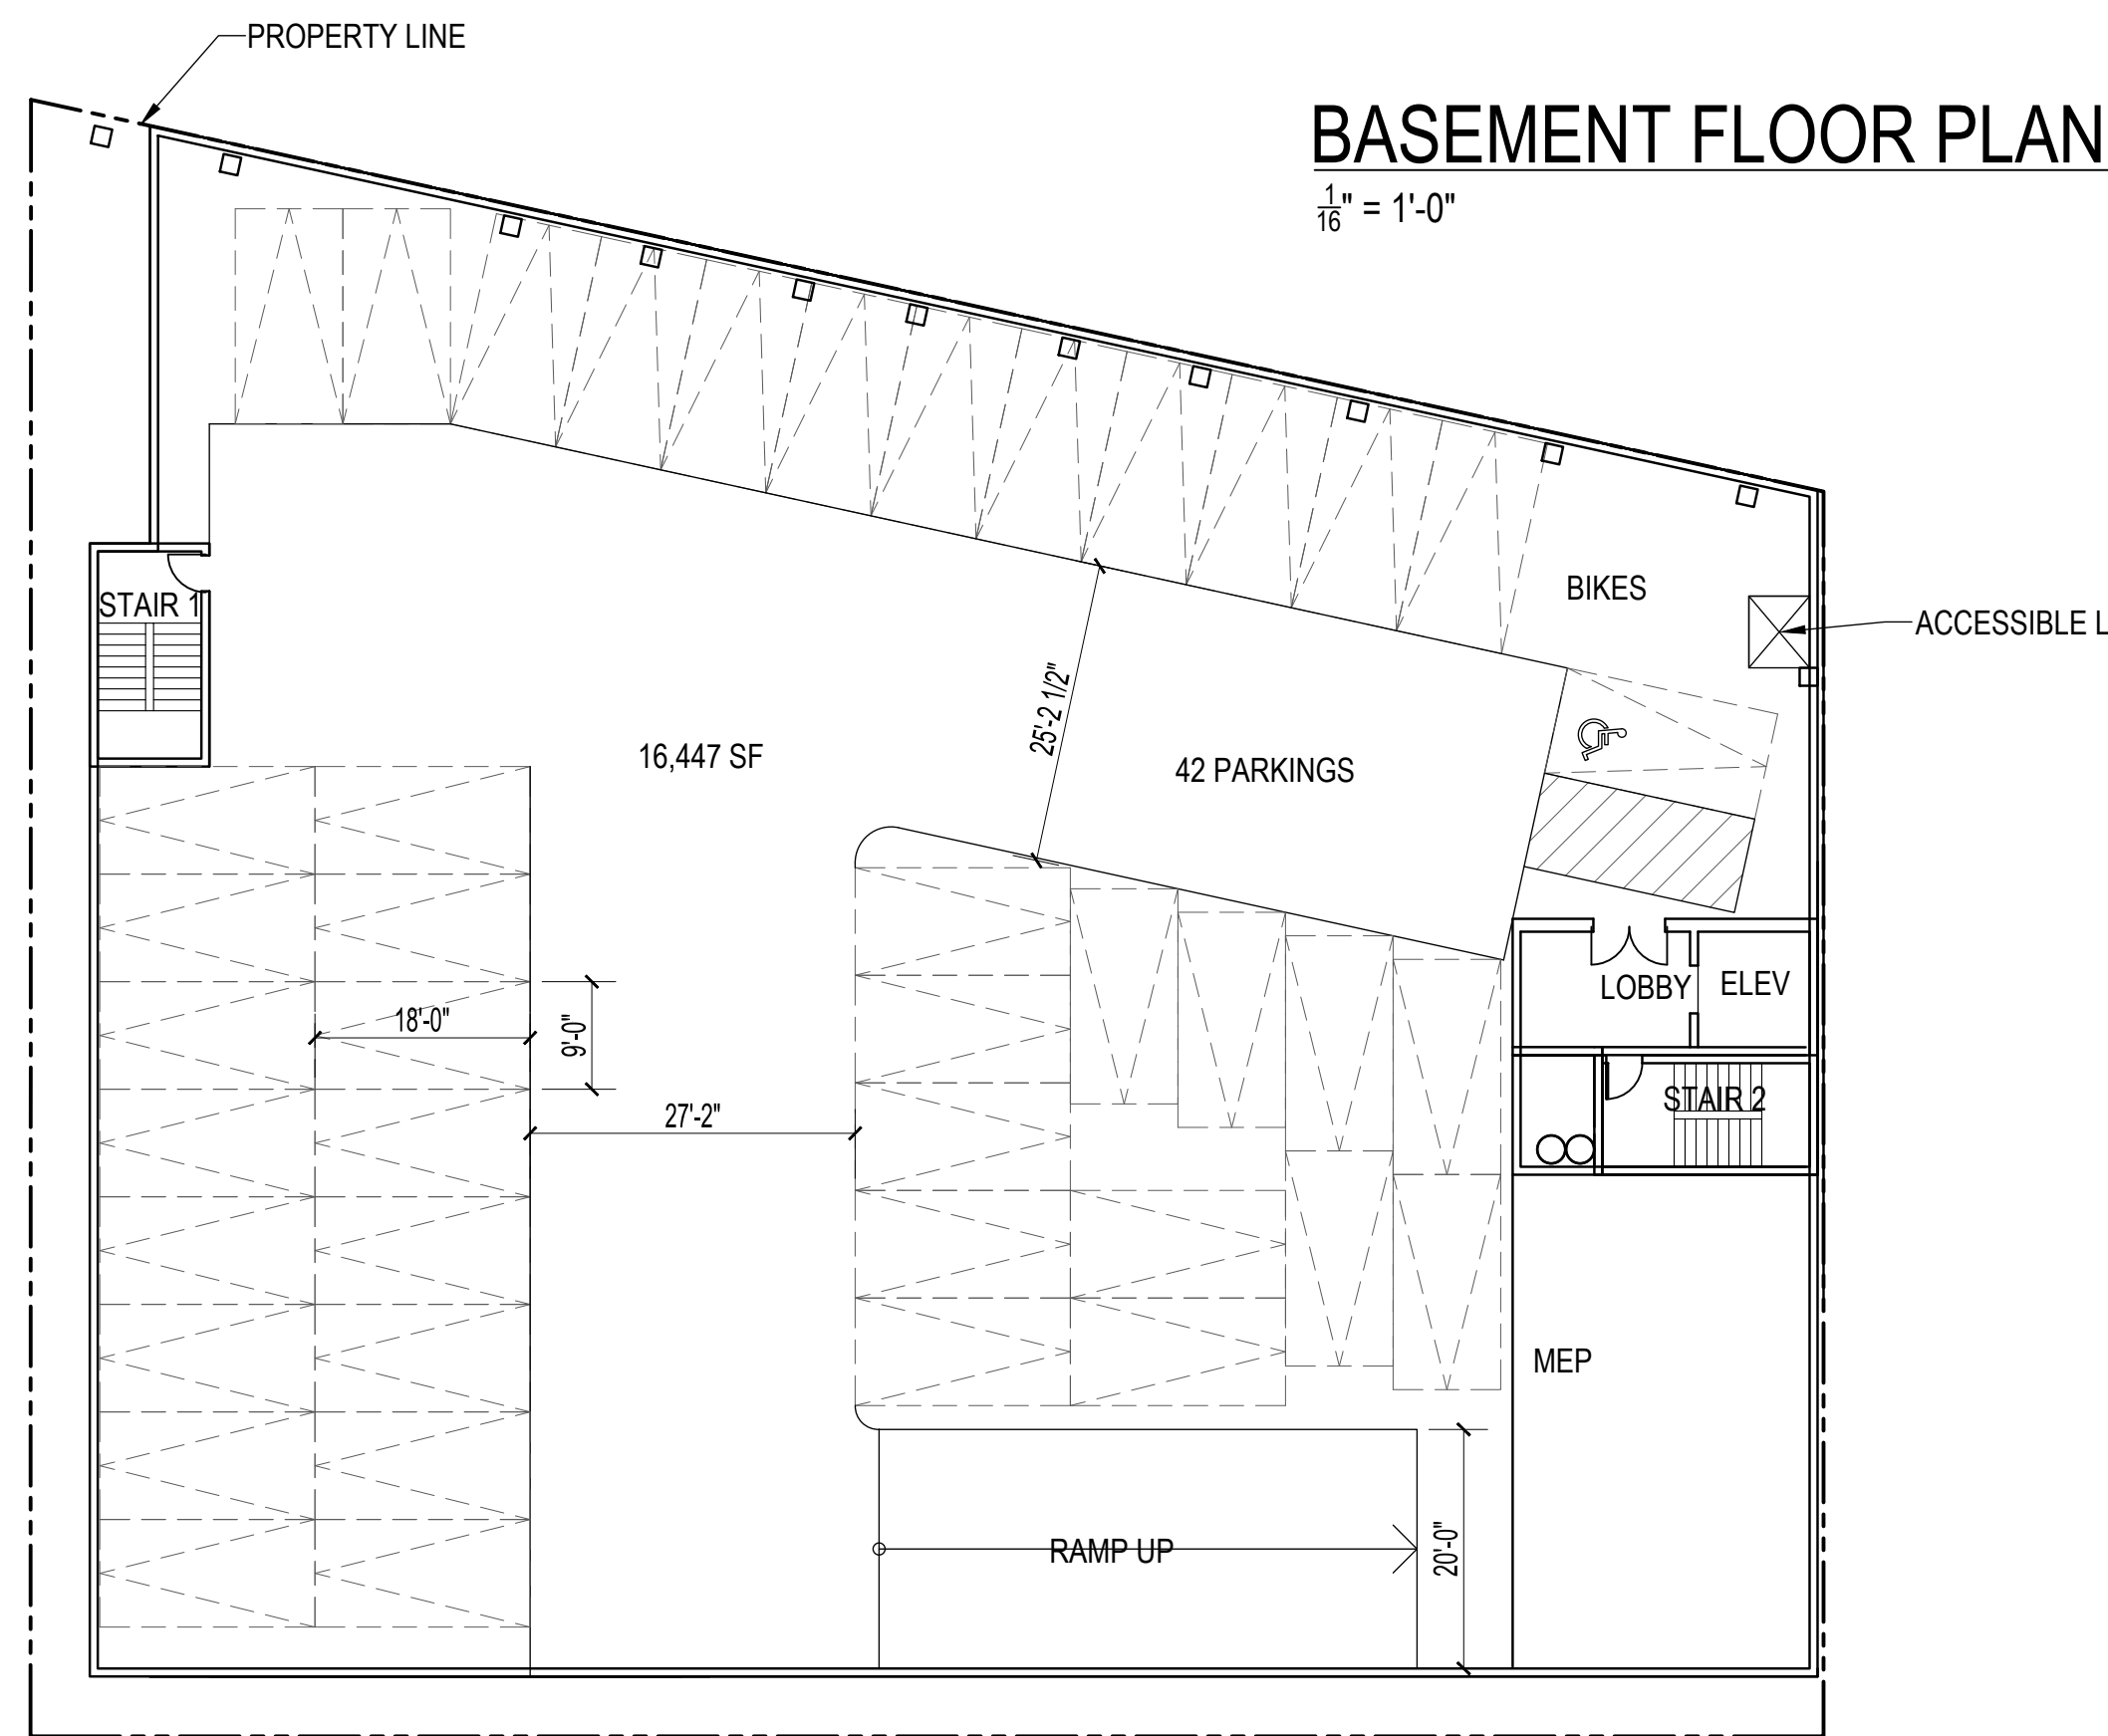 PROPERTY LINE
BASEMENT FLOOR PLAN
1/16" = 1'-0"
BIKES
STAIR 1
ACCESSIBLE L
25'-2 1/2"
16,447 SF
42 PARKINGS
LOBBY
ELEV
18'-0"
9'-0"
STAIR 2
27'-2"
MEP
RAMP UP
20'-0"